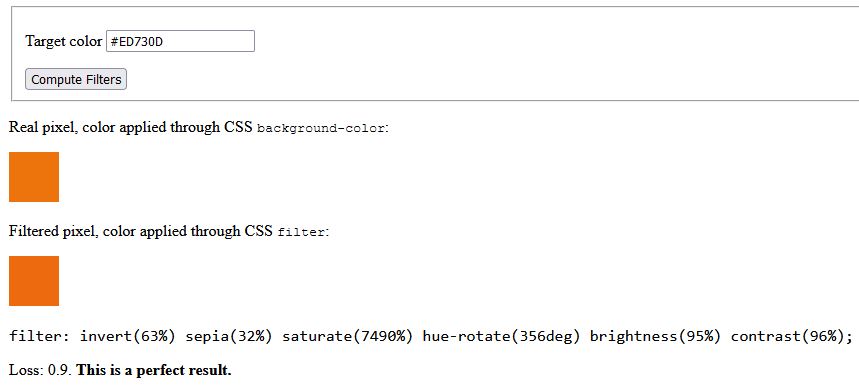 Target color #ED730D
Compute Filters
Real pixel, color applied through CSS background-color:
Filtered pixel, color applied through CSS filter:
filter: invert(63%) sepia(32%) saturate(7490%) hue-rotate(356deg) brightness(95%) contrast(96%);
Loss: 0.9. This is a perfect result.